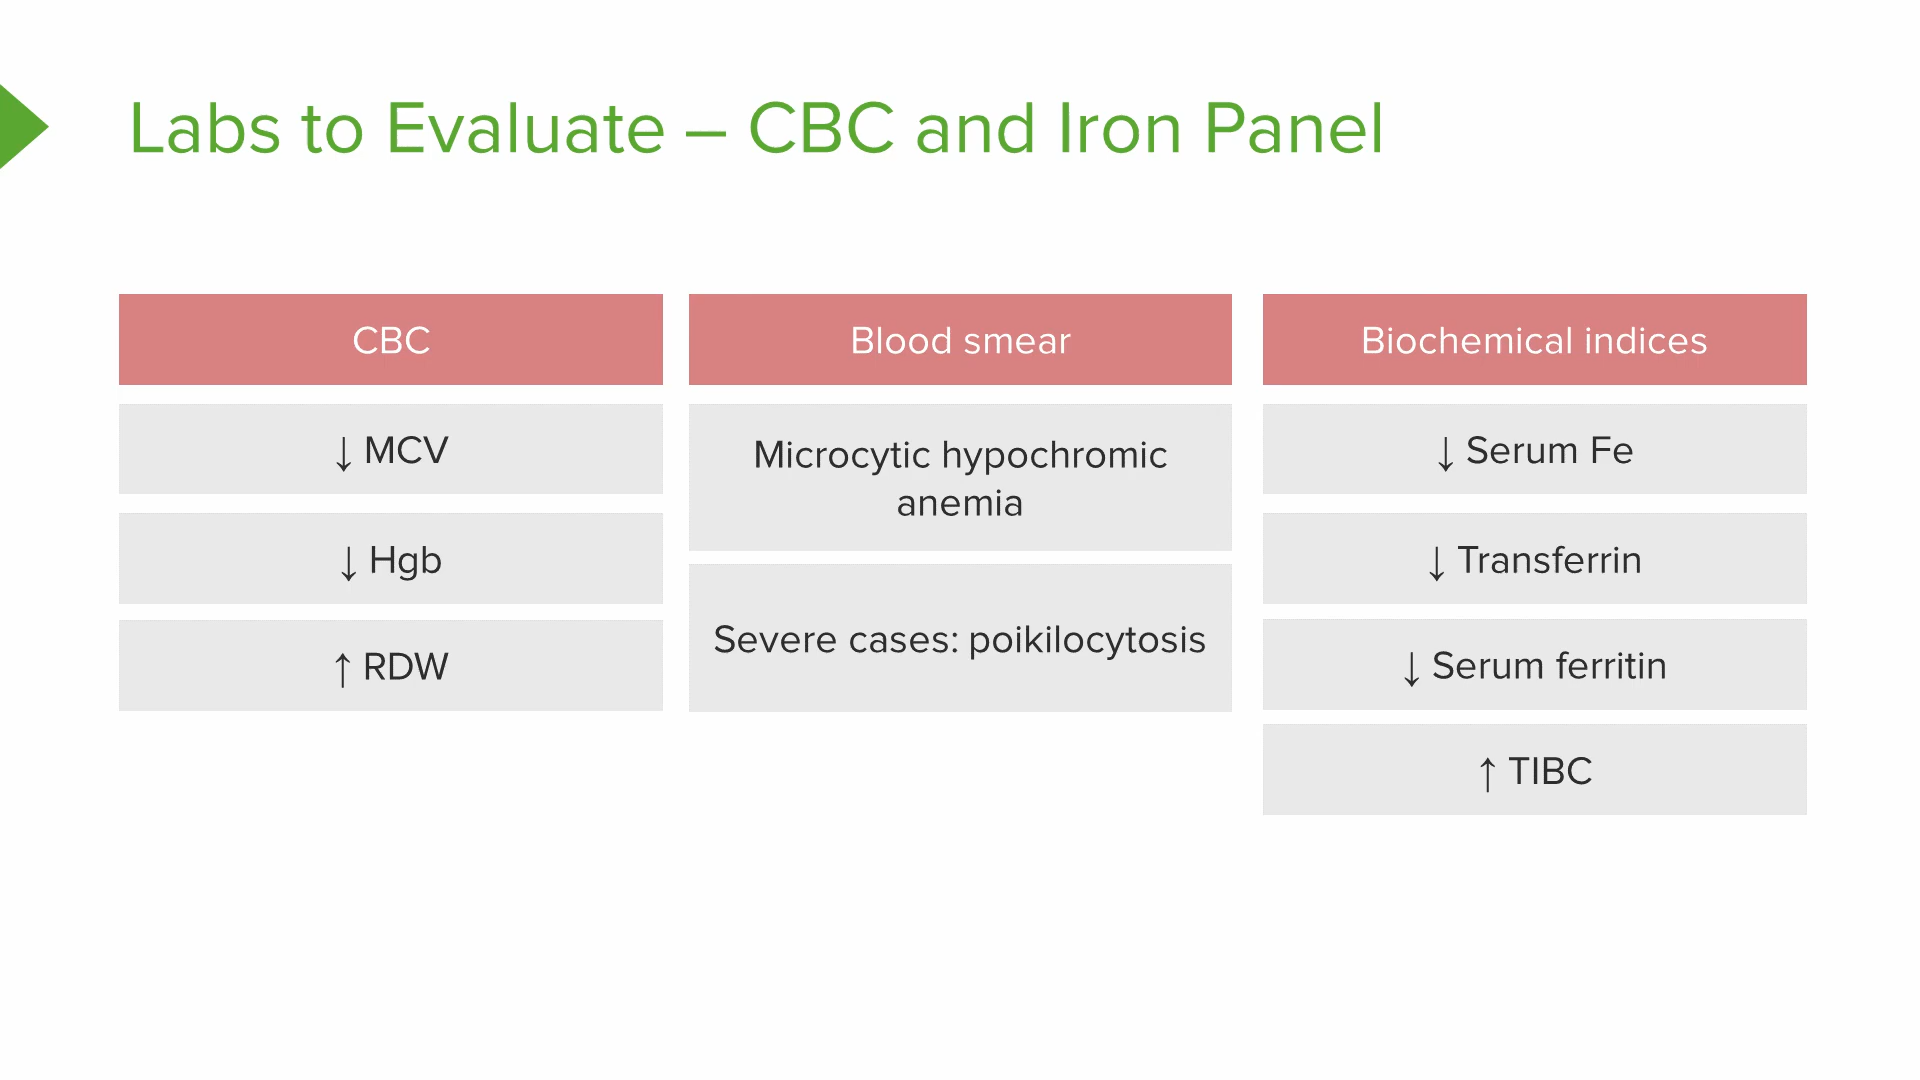 Labs to Evaluate – CBC and Iron Panel
CBC
↓ MCV
↓ Hgb
↑ RDW
Blood smear
Microcytic hypochromic
anemia
Severe cases: poikilocytosis
Biochemical indices
↓ Serum Fe
↓ Transferrin
↓ Serum ferritin
↑ TIBC